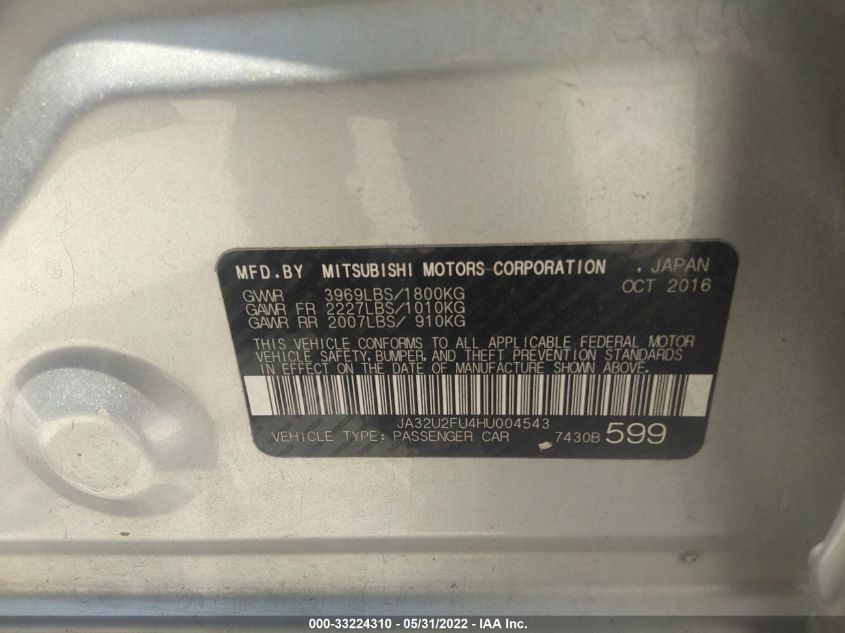 MFD.BY MITSUBISHI MOTORS CORPORATION . JAPAN
OCT 2016
GVWR 3969LBS/1800KG
GAWR FR 2227LBS/1010KG
GAWR RR 2007LBS/ 910KG
THIS VEHICLE CONFORMS TO ALL APPLICABLE FEDERAL MOTOR
VEHICLE SAFETY, BUMPER, AND THEFT PREVENTION STANDARDS
IN EFFECT ON THE DATE OF MANUFACTURE SHOWN ABOVE.
JA32U2FU4HU004543
VEHICLE TYPE: PASSENGER CAR 7430B 599
000-33224310 - 05/31/2022 - IAA Inc.